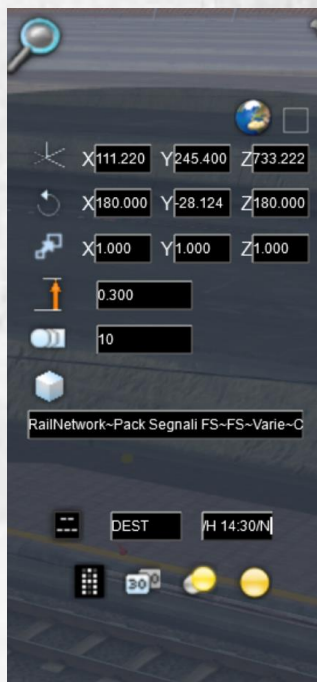 X111.220 Y245.400 Z733.222
X180.000 Y-28.124 Z180.000
X1.000 Y1.000 Z1.000
0.300
10
RailNetwork~Pack Segnali FS~FS~Varie~C
DEST /H 14:30/N
30